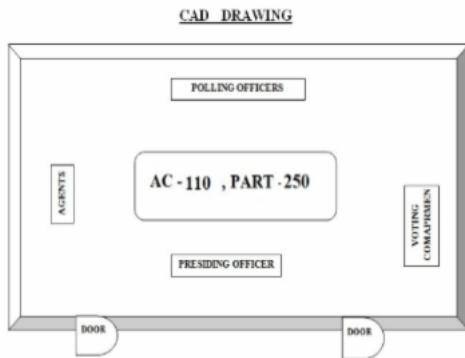 CAD DRAWING
POLLING OFFICERS
AC - 110 , PART - 250
AGENTS
VOTING
COMAPRMEN
PRESIDING OFFICER
DOOR
DOOR